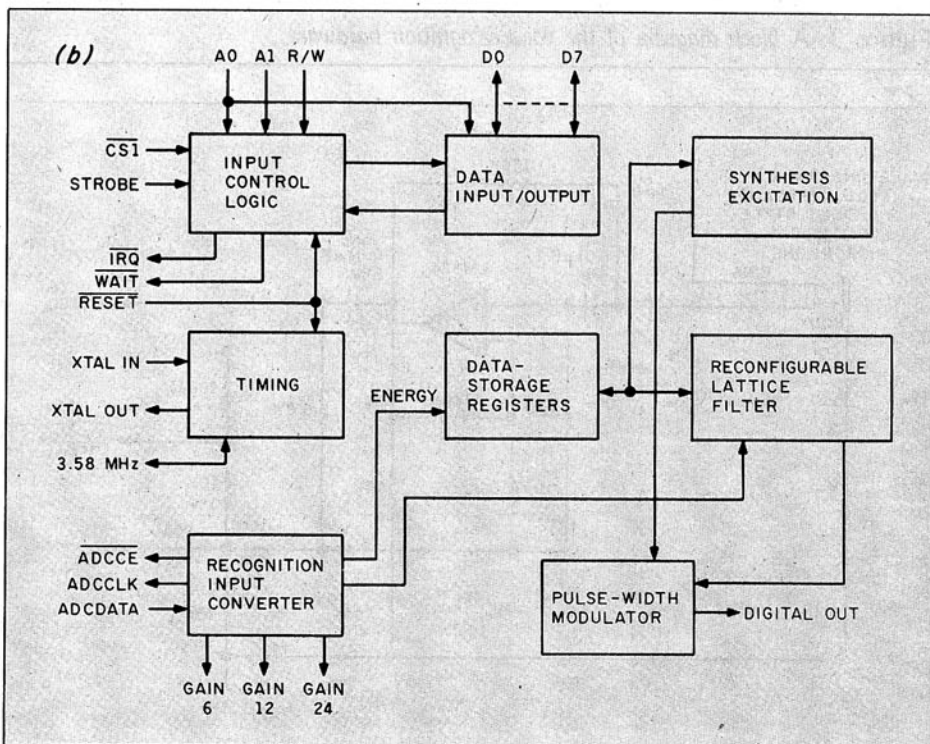 (b)
A0 A1 R/W D0 D7
CS1
STROBE
INPUT
CONTROL
LOGIC
DATA
INPUT/OUTPUT
SYNTHESIS
EXCITATION
IRQ
WAIT
RESET
XTAL IN
XTAL OUT
3.58 MHz
TIMING
ENERGY
DATA-
STORAGE
REGISTERS
RECONFIGURABLE
LATTICE
FILTER
ADCCE
ADCCLK
ADCDATA
RECOGNITION
INPUT
CONVERTER
PULSE-WIDTH
MODULATOR
DIGITAL OUT
GAIN GAIN GAIN
6 12 24